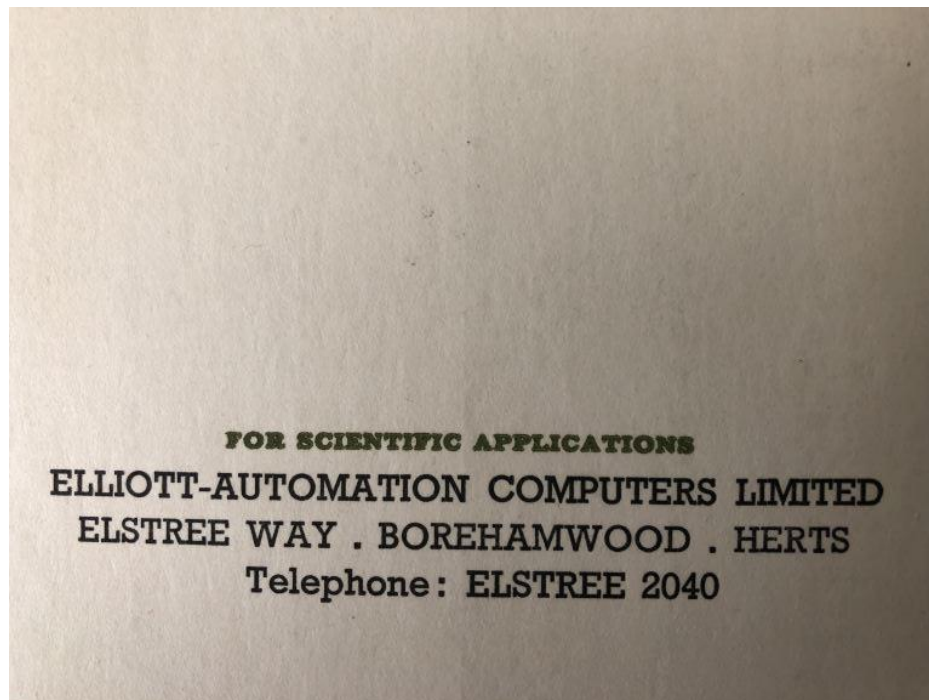 FOR SCIENTIFIC APPLICATIONS
ELLIOTT-AUTOMATION COMPUTERS LIMITED
ELSTREE WAY . BOREHAMWOOD . HERTS
Telephone: ELSTREE 2040